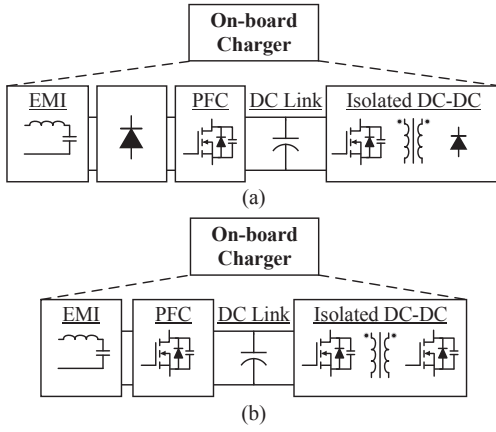 On-board
Charger
EMI
PFC
DC Link
Isolated DC-DC
(a)
On-board
Charger
EMI
PFC
DC Link
Isolated DC-DC
(b)